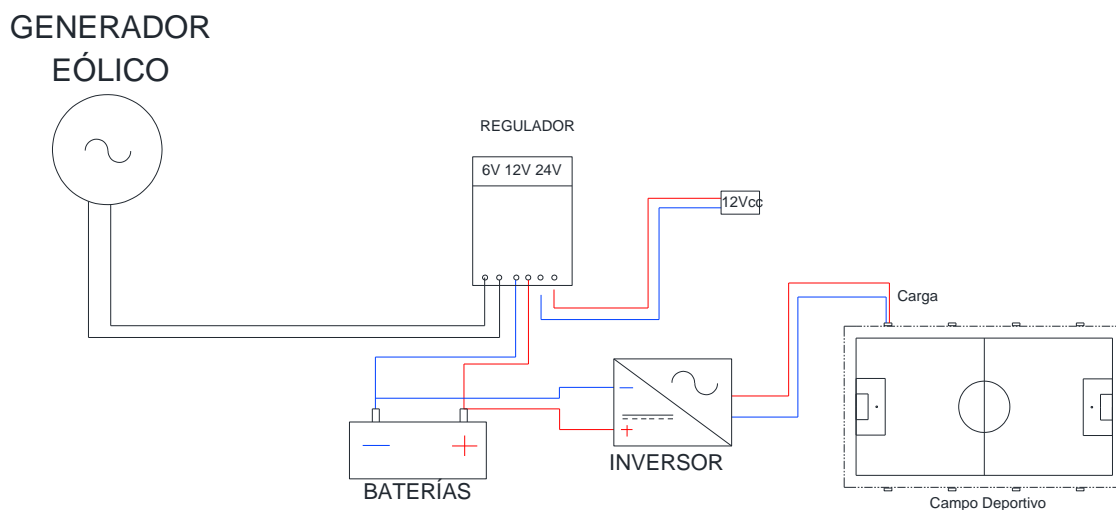 GENERADOR
EÓLICO
REGULADOR
6V 12V 24V
12Vcc
Carga
INVERSOR
BATERÍAS
Campo Deportivo